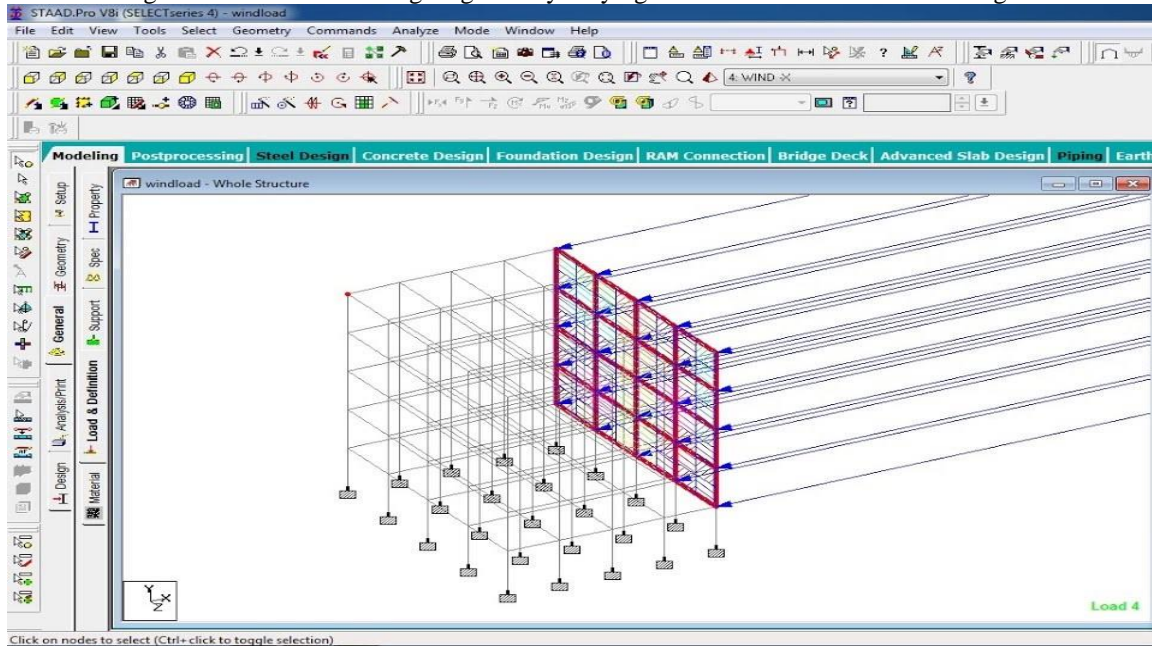 STAAD.Pro V8i (SELECTseries 4) - windload
File Edit View Tools Select Geometry Commands Analyze Mode Window Help
4: WIND -X
Modeling Postprocessing Steel Design Concrete Design Foundation Design RAM Connection Bridge Deck Advanced Slab Design Piping Earth
windload - Whole Structure
Setup
Geometry
General
Analysis/Print
Design
Property
Spec
Support
Load & Definition
Material
Y
X
Z
Load 4
Click on nodes to select (Ctrl+click to toggle selection)